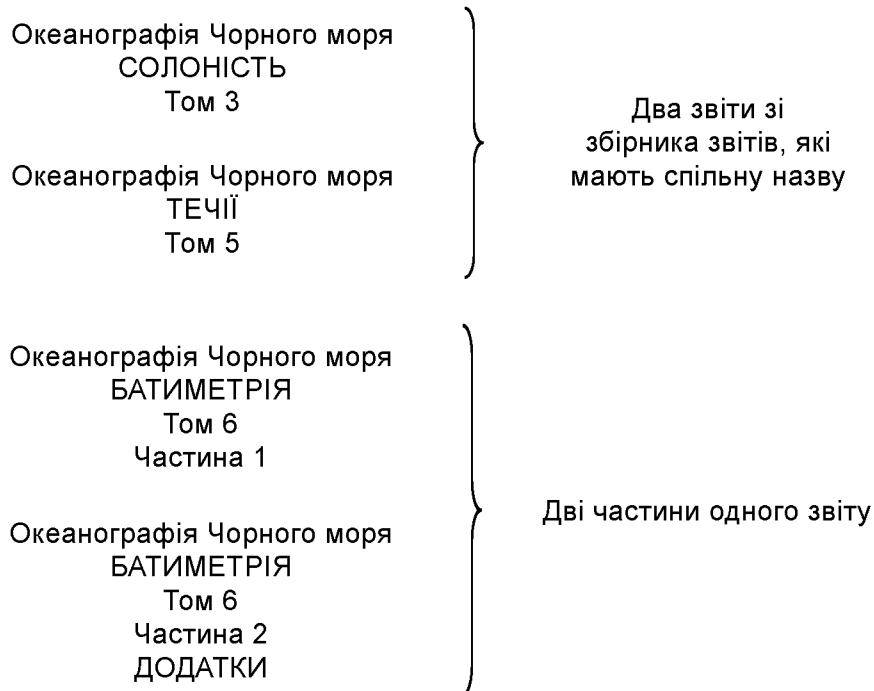 Океанографія Чорного моря
СОЛОНІСТЬ
Том 3
Океанографія Чорного моря
ТЕЧІЇ
Том 5
Два звіти зі
збірника звітів, які
мають спільну назву
Океанографія Чорного моря
БАТИМЕТРІЯ
Том 6
Частина 1
Океанографія Чорного моря
БАТИМЕТРІЯ
Том 6
Частина 2
ДОДАТКИ
Дві частини одного звіту